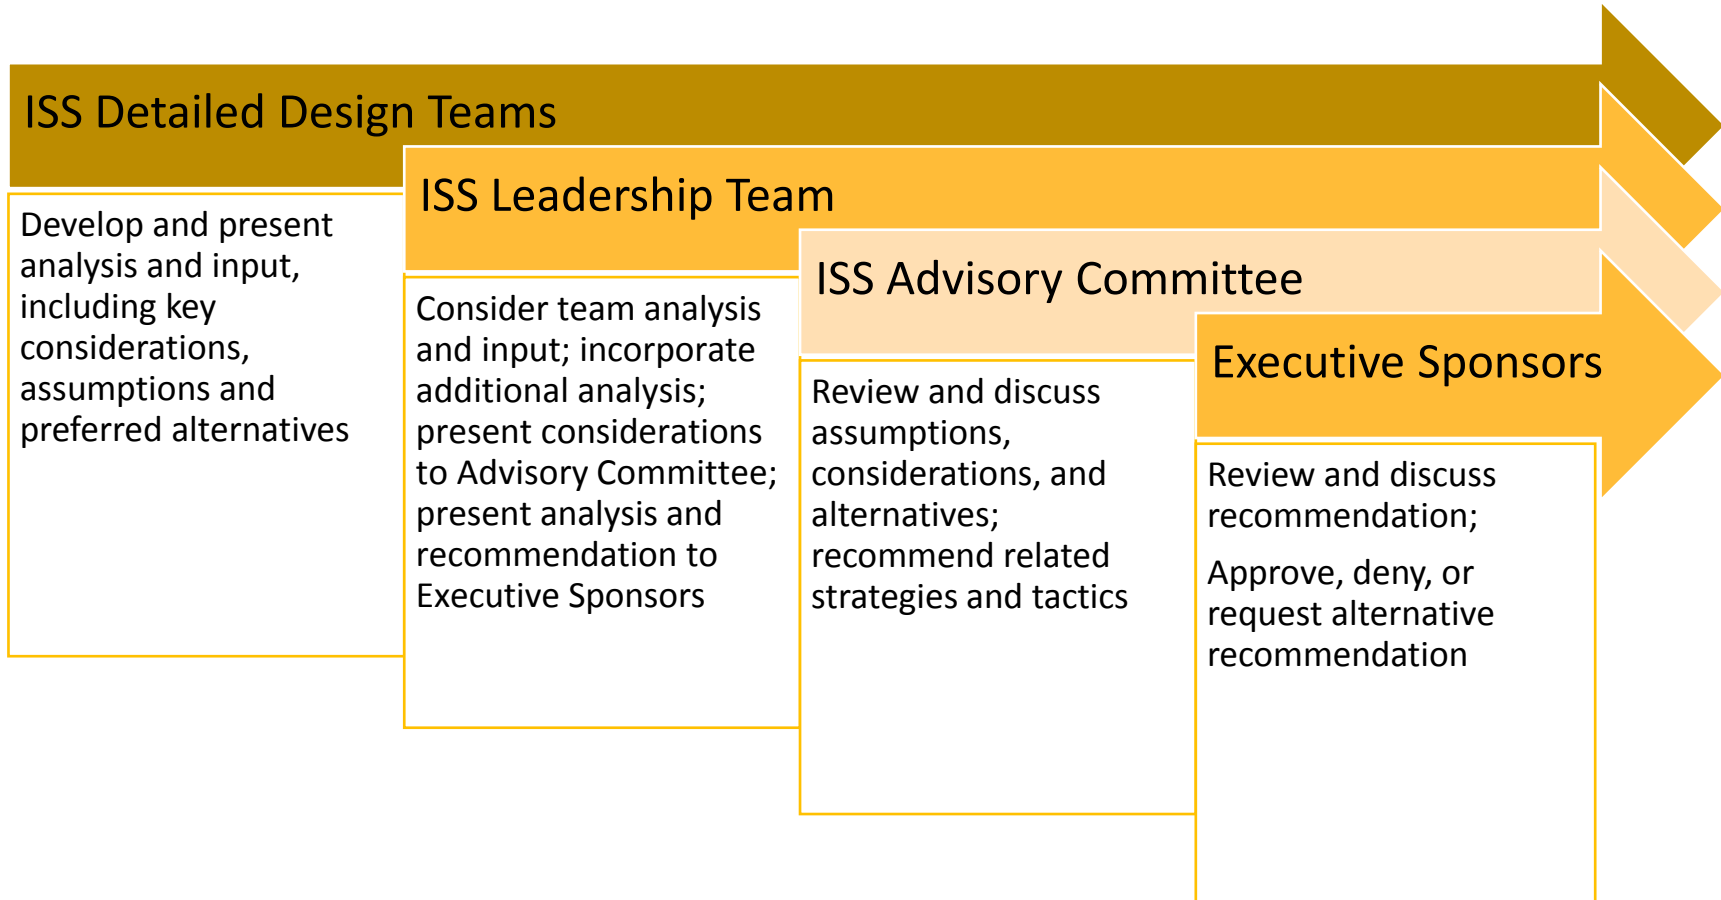 ISS Detailed Design Teams
Develop and present
analysis and input,
including key
considerations,
assumptions and
preferred alternatives
ISS Leadership Team
Consider team analysis
and input; incorporate
additional analysis;
present considerations
to Advisory Committee;
present analysis and
recommendation to
Executive Sponsors
ISS Advisory Committee
Review and discuss
assumptions,
considerations, and
alternatives;
recommend related
strategies and tactics
Executive Sponsors
Review and discuss
recommendation;
Approve, deny, or
request alternative
recommendation